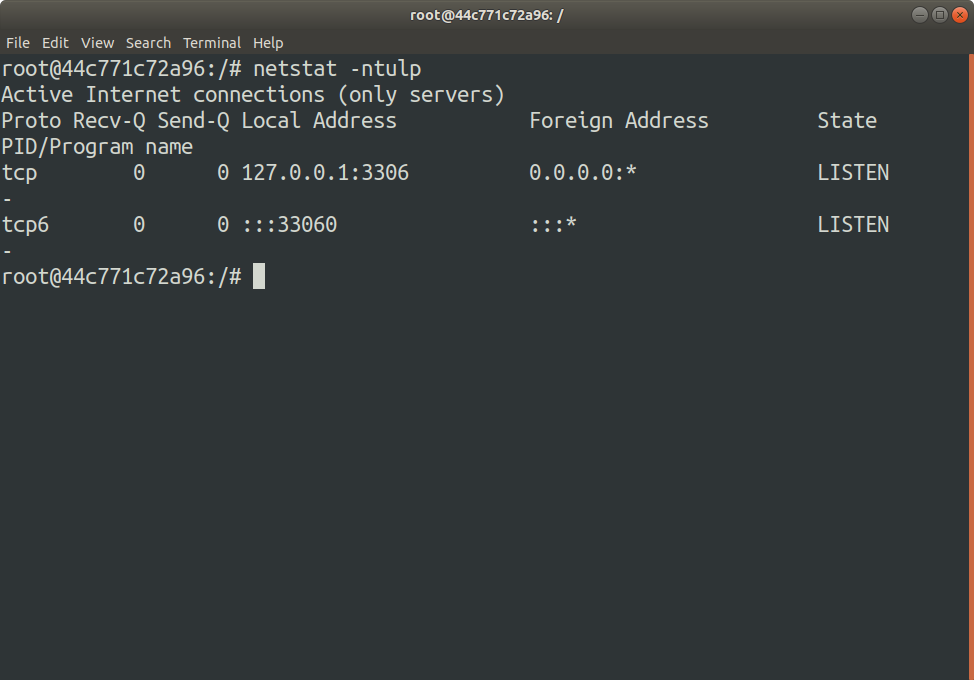 root@44c771c72a96: /
File Edit View Search Terminal Help
root@44c771c72a96:/# netstat -ntulp
Active Internet connections (only servers)
Proto Recv-Q Send-Q Local Address           Foreign Address         State
PID/Program name
tcp        0      0 127.0.0.1:3306          0.0.0.0:*               LISTEN
-
tcp6       0      0 :::33060                :::*                    LISTEN
-
root@44c771c72a96:/#